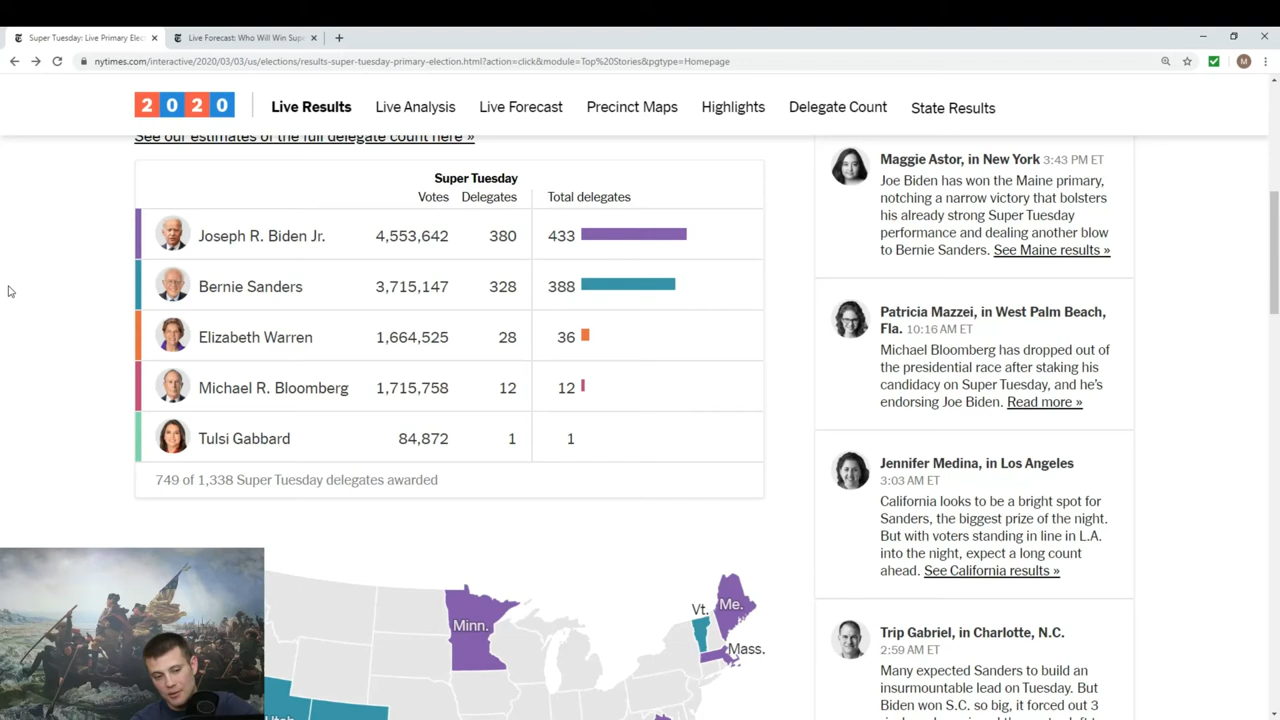 Super Tuesday: Live Primary Elec
Live Forecast: Who Will Win Sup
nytimes.com/interactive/2020/03/03/us/elections/results-super-tuesday-primary-election.html?action=click&module=Top%20Stories&pgtype=Homepage
M
2020 Live Results Live Analysis Live Forecast Precinct Maps Highlights Delegate Count State Results
See our estimates of the full delegate count here »
Super Tuesday
Votes Delegates Total delegates
Joseph R. Biden Jr. 4,553,642 380 433
Bernie Sanders 3,715,147 328 388
Elizabeth Warren 1,664,525 28 36
Michael R. Bloomberg 1,715,758 12 12
Tulsi Gabbard 84,872 1 1
749 of 1,338 Super Tuesday delegates awarded
Minn.
Vt.
Me.
Mass.
Utah
Maggie Astor, in New York 3:43 PM ET
Joe Biden has won the Maine primary,
notching a narrow victory that bolsters
his already strong Super Tuesday
performance and dealing another blow
to Bernie Sanders. See Maine results »
Patricia Mazzei, in West Palm Beach,
Fla. 10:16 AM ET
Michael Bloomberg has dropped out of
the presidential race after staking his
candidacy on Super Tuesday, and he's
endorsing Joe Biden. Read more »
Jennifer Medina, in Los Angeles
3:03 AM ET
California looks to be a bright spot for
Sanders, the biggest prize of the night.
But with voters standing in line in L.A.
into the night, expect a long count
ahead. See California results »
Trip Gabriel, in Charlotte, N.C.
2:59 AM ET
Many expected Sanders to build an
insurmountable lead on Tuesday. But
Biden won S.C. so big, it forced out 3